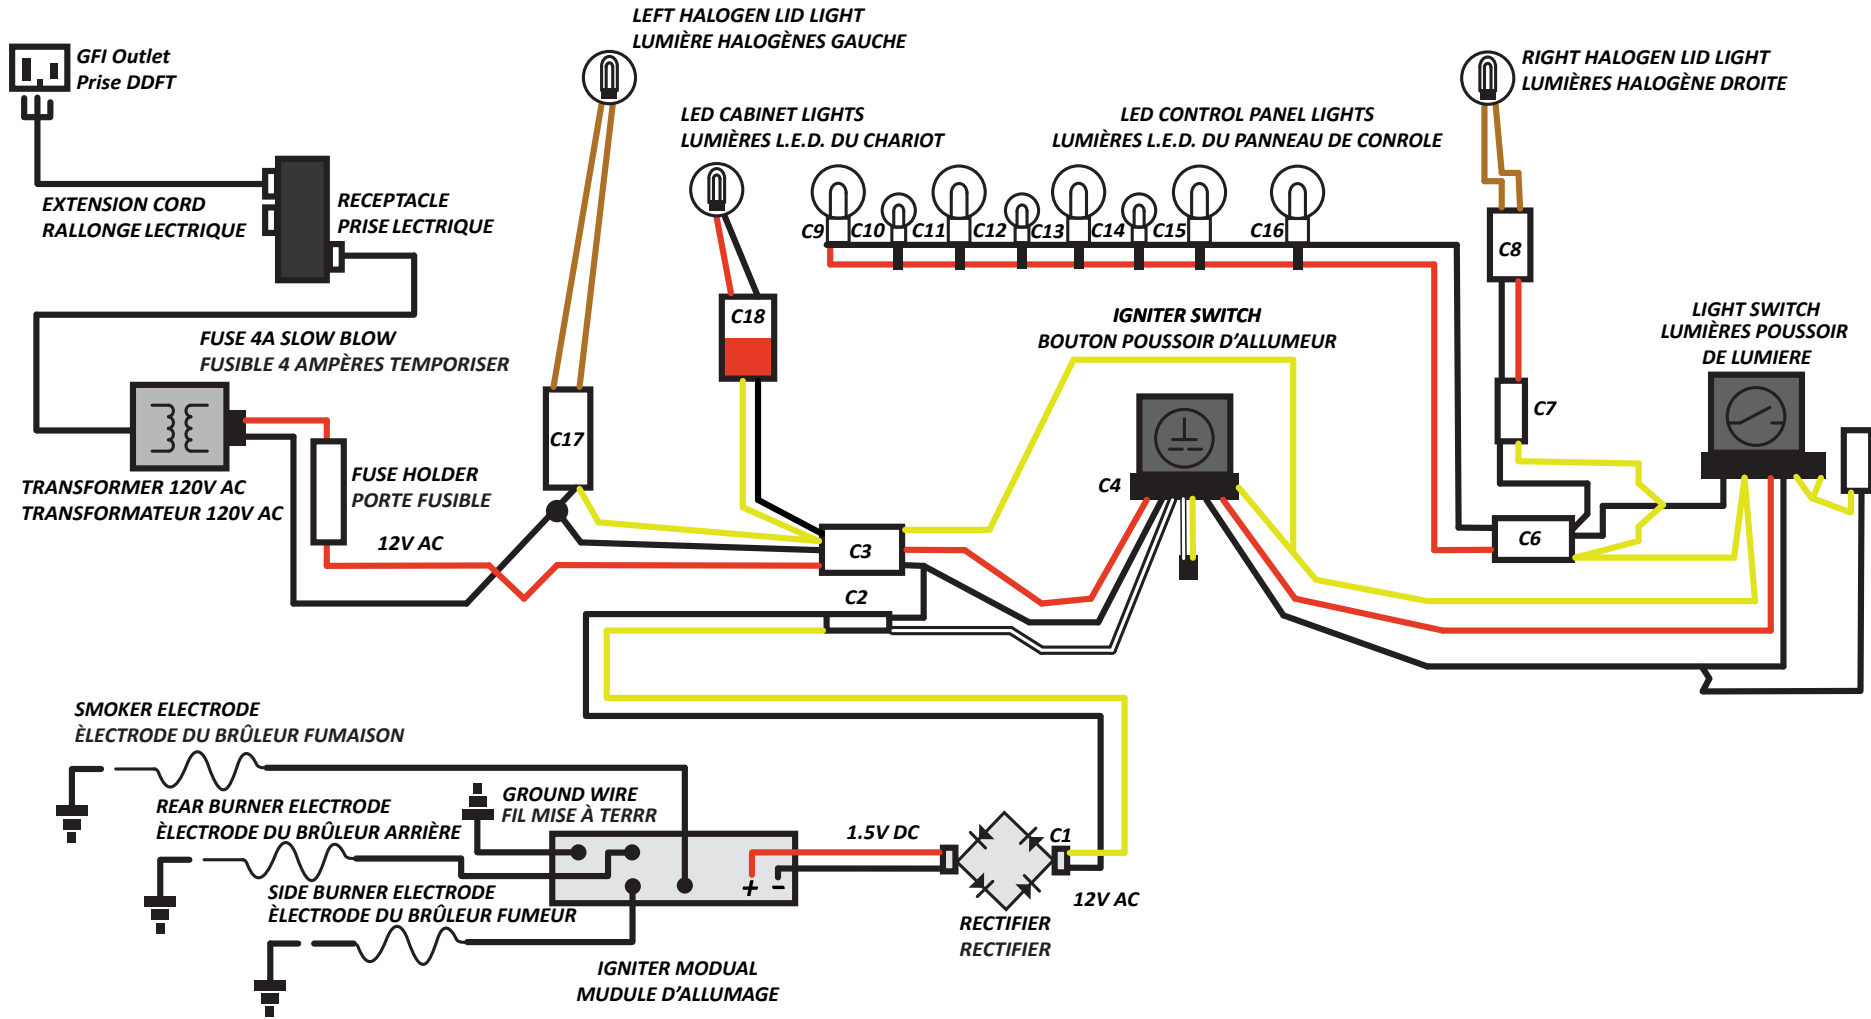 LEFT HALOGEN LID LIGHT
LUMIÈRE HALOGÈNES GAUCHE
GFI Outlet
Prise DDFT
RIGHT HALOGEN LID LIGHT
LUMIÈRES HALOGÈNE DROITE
LED CABINET LIGHTS
LUMIÈRES L.E.D. DU CHARIOT
LED CONTROL PANEL LIGHTS
LUMIÈRES L.E.D. DU PANNEAU DE CONROLE
EXTENSION CORD
RALLONGE LECTRIQUE
RECEPTACLE
PRISE LECTRIQUE
C9
C10
C11
C12
C13
C14
C15
C16
C8
C18
IGNITER SWITCH
BOUTON POUSSOIR D'ALLUMEUR
LIGHT SWITCH
LUMIÈRES POUSSOIR
DE LUMIERE
FUSE 4A SLOW BLOW
FUSIBLE 4 AMPÈRES TEMPORISER
C7
C17
FUSE HOLDER
PORTE FUSIBLE
TRANSFORMER 120V AC
TRANSFORMATEUR 120V AC
C4
12V AC
C3
C6
C2
SMOKER ELECTRODE
ÈLECTRODE DU BRÛLEUR FUMAISON
REAR BURNER ELECTRODE
ÈLECTRODE DU BRÛLEUR ARRIÈRE
GROUND WIRE
FIL MISE À TERRR
1.5V DC
C1
+ -
SIDE BURNER ELECTRODE
ÈLECTRODE DU BRÛLEUR FUMEUR
12V AC
RECTIFIER
RECTIFIER
IGNITER MODUAL
MUDULE D'ALLUMAGE